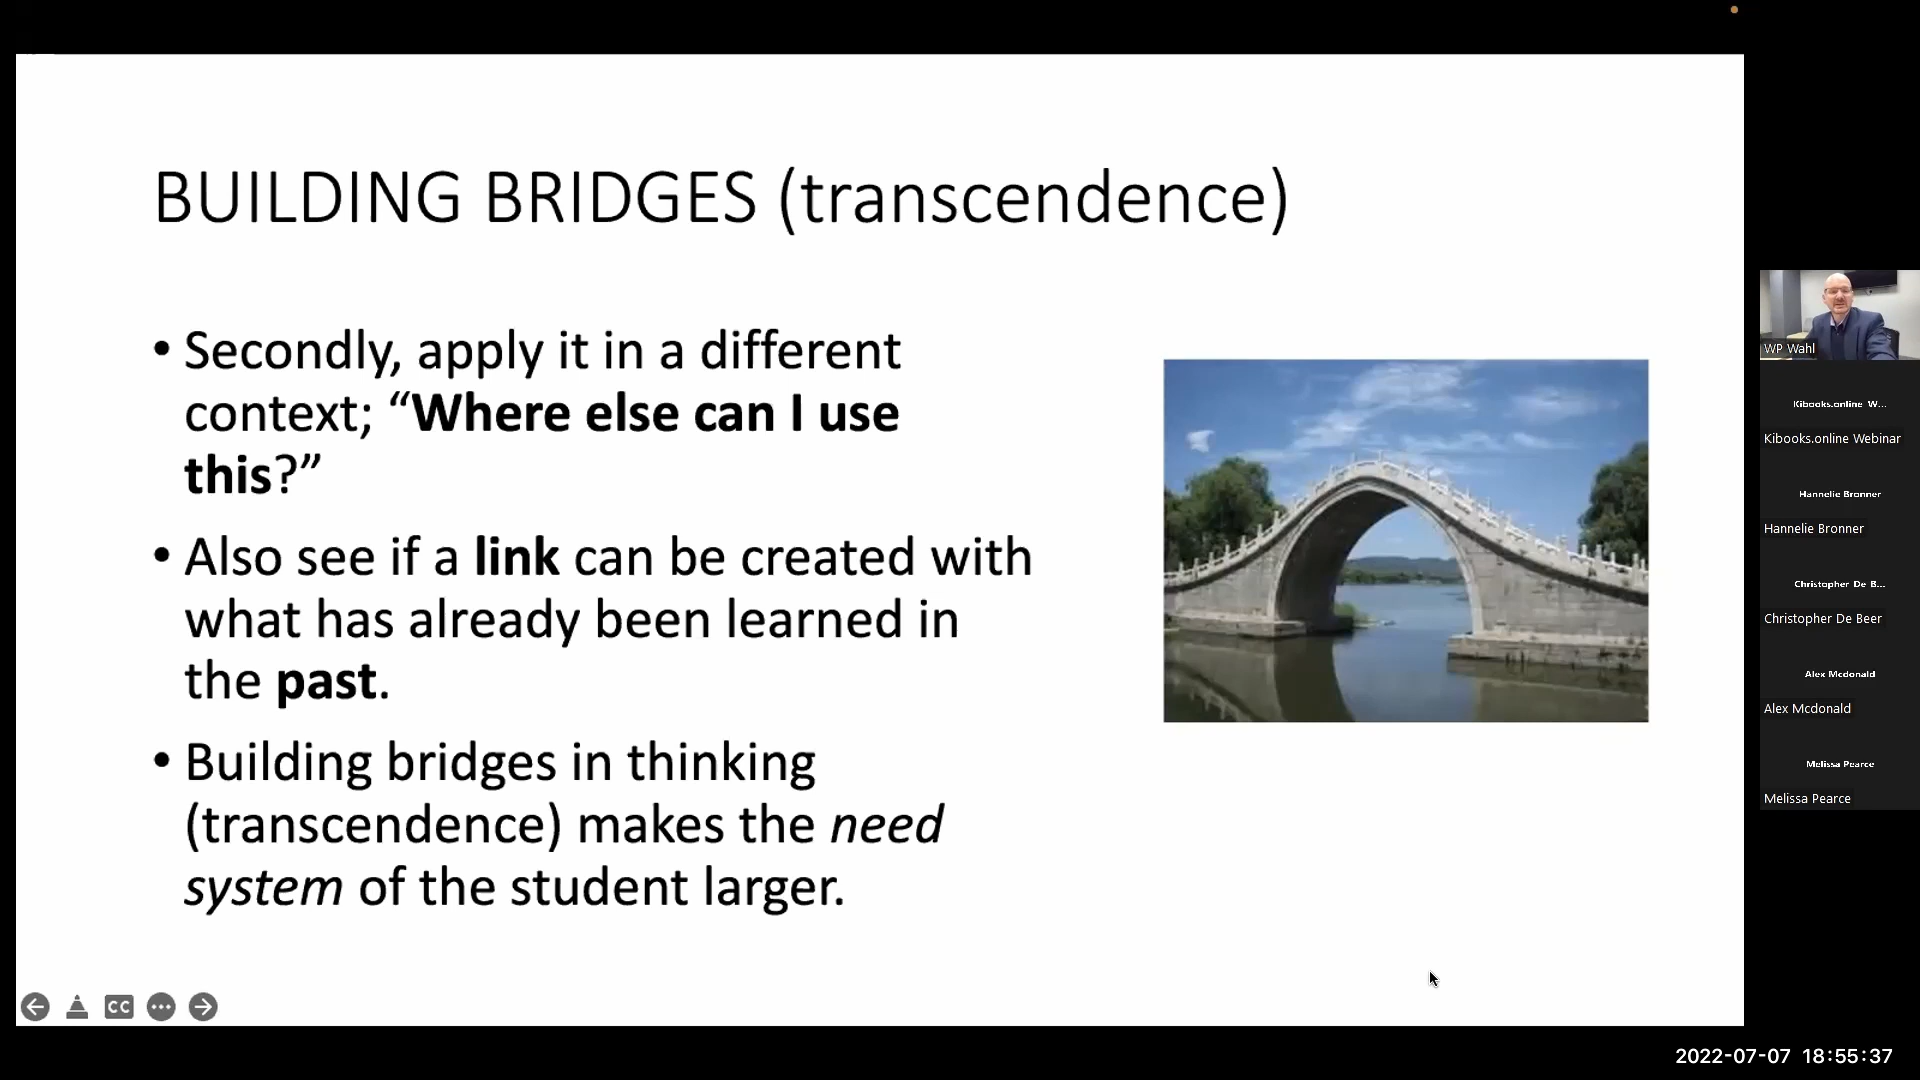 BUILDING BRIDGES (transcendence)
• Secondly, apply it in a different
context; “Where else can I use
this?”
• Also see if a link can be created with
what has already been learned in
the past.
• Building bridges in thinking
(transcendence) makes the need
system of the student larger.
CC
WP Wahl
Kibooks.online W...
Kibooks.online Webinar
Hannelie Bronner
Hannelie Bronner
Christopher De B...
Christopher De Beer
Alex Mcdonald
Alex Mcdonald
Melissa Pearce
Melissa Pearce
2022-07-07 18:55:37